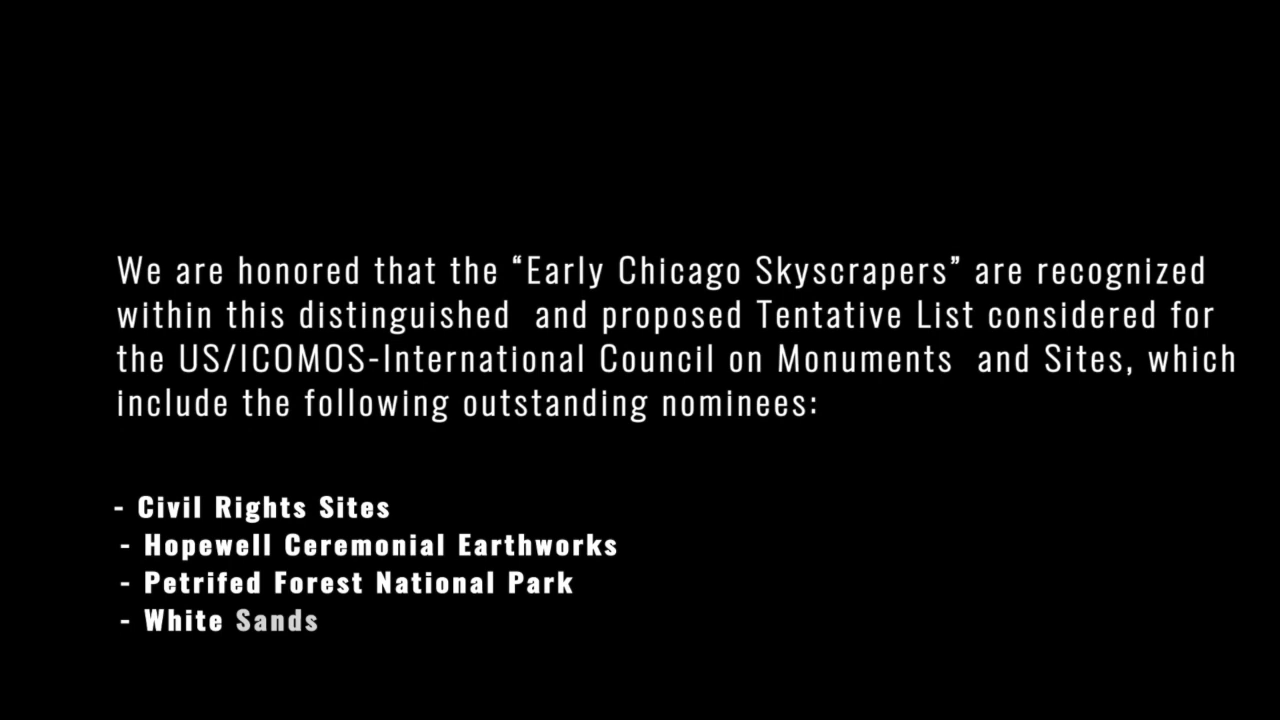 We are honored that the “Early Chicago Skyscrapers” are recognized
within this distinguished  and proposed Tentative List considered for
the US/ICOMOS-International Council on Monuments  and Sites, which
include the following outstanding nominees:
- Civil Rights Sites
- Hopewell Ceremonial Earthworks
- Petrifed Forest National Park
- White Sands